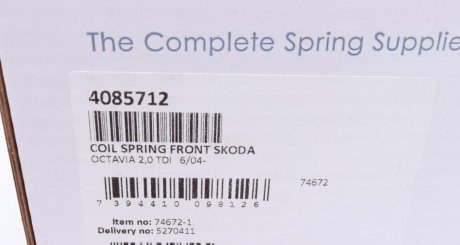 The Complete Spring Supplie
4085712
COIL SPRING FRONT SKODA
OCTAVIA 2,0 TDI 6/04-
74672
7 394410 098126
Item no: 74672-1
Delivery no: 5270411